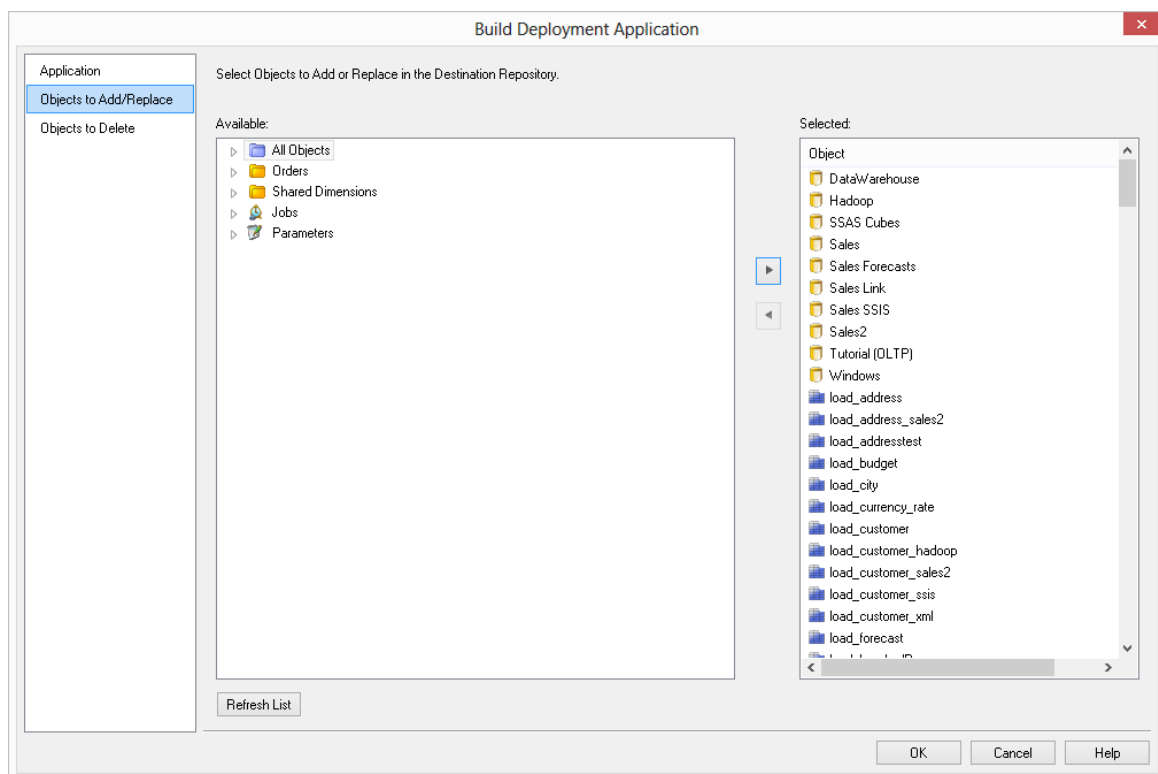 Build Deployment Application
Application
Objects to Add/Replace
Objects to Delete
Select Objects to Add or Replace in the Destination Repository.
Available:
All Objects
Orders
Shared Dimensions
Jobs
Parameters
Refresh List
Selected:
Object
DataWarehouse
Hadoop
SSAS Cubes
Sales
Sales Forecasts
Sales Link
Sales SSIS
Sales2
Tutorial (OLTP)
Windows
load_address
load_address_sales2
load_addresstest
load_budget
load_city
load_currency_rate
load_customer
load_customer_hadoop
load_customer_sales2
load_customer_ssis
load_customer_xml
load_forecast
OK
Cancel
Help